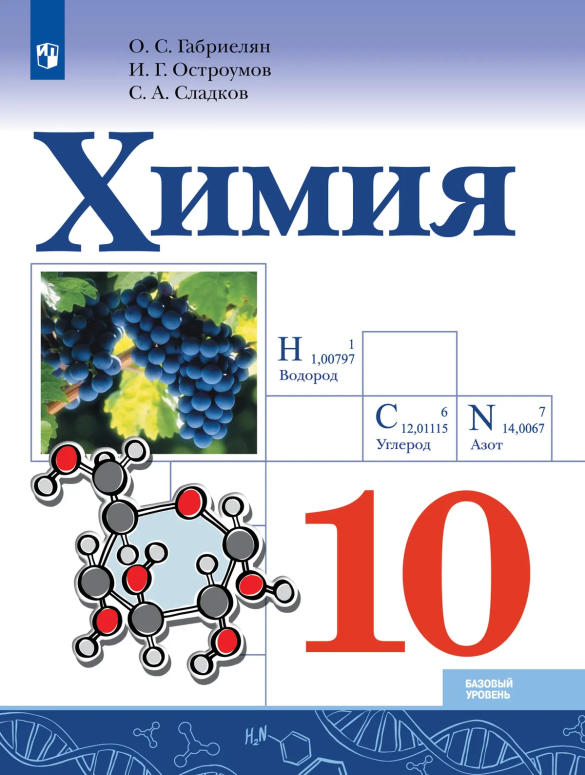 О. С. Габриелян
И. Г. Остроумов
С. А. Сладков
Химия
H 1
1,00797
Водород
C 6
12,01115
Углерод
N 7
14,0067
Азот
10
БАЗОВЫЙ
УРОВЕНЬ
H₂N